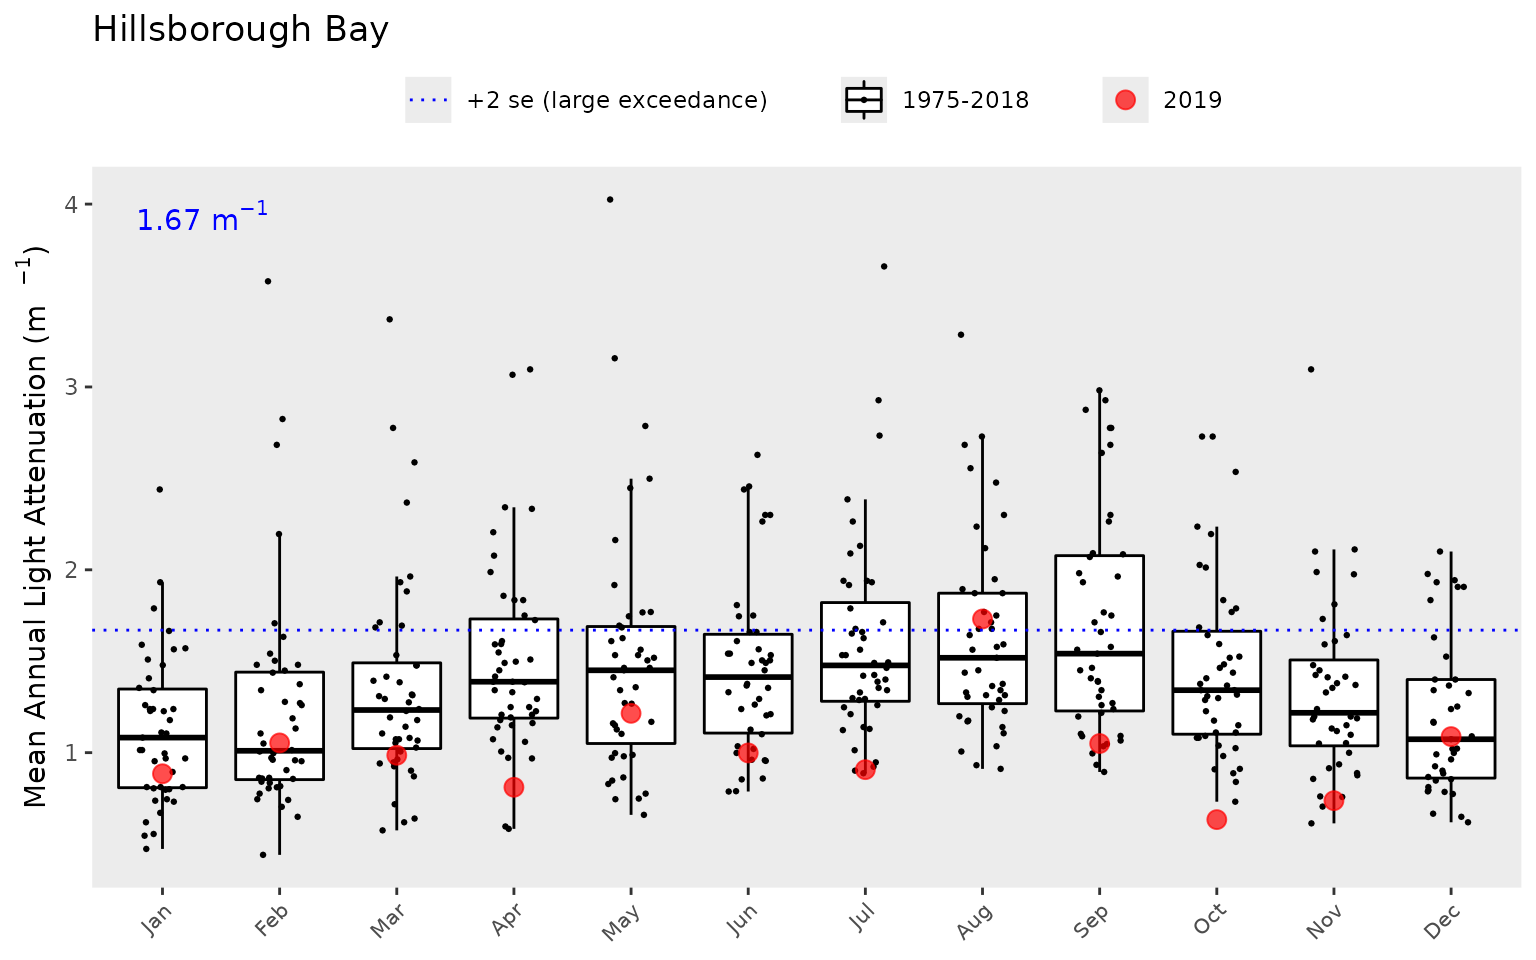 Hillsborough Bay
+2 se (large exceedance) 1975-2018 2019
Mean Annual Light Attenuation (m ⁻¹)
1.67 m⁻¹
4
3
2
1
Jan Feb Mar Apr May Jun Jul Aug Sep Oct Nov Dec